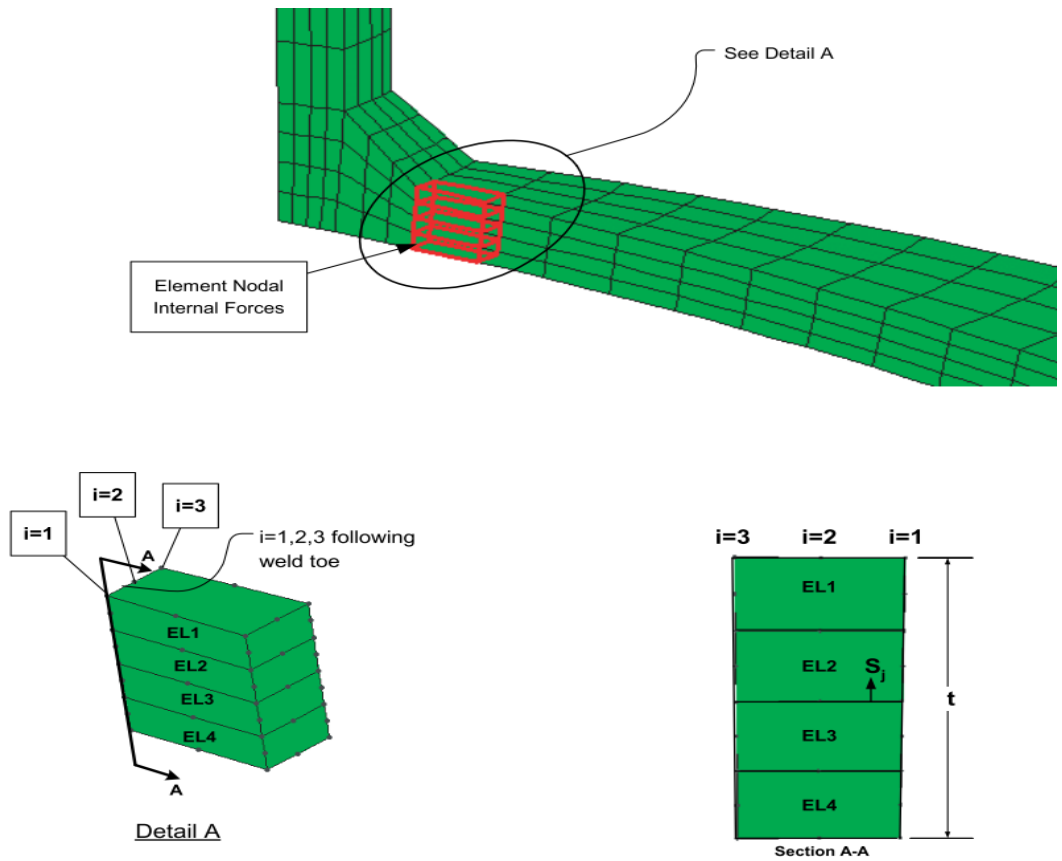 See Detail A
Element Nodal
Internal Forces
i=1
i=2
i=3
A
i=1,2,3 following
weld toe
EL1
EL2
EL3
EL4
A
Detail A
i=3
i=2
i=1
EL1
EL2
Sj
t
EL3
EL4
Section A-A